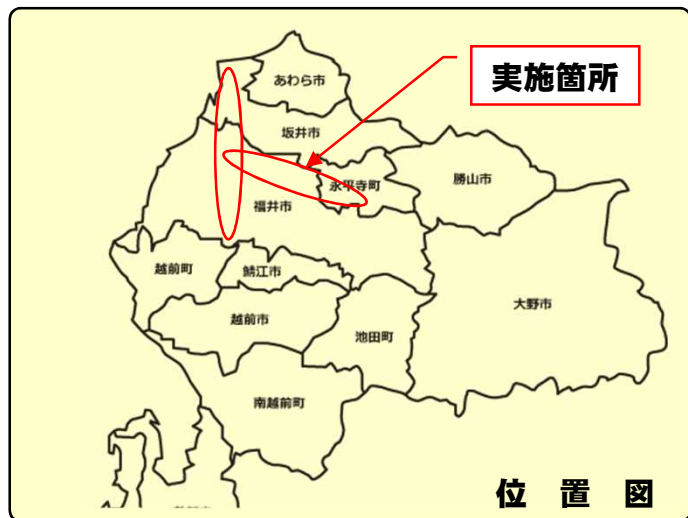 あわら市
実施箇所
坂井市
永平寺町
勝山市
福井市
越前町
鯖江市
大野市
越前市
池田町
南越前町
位置図